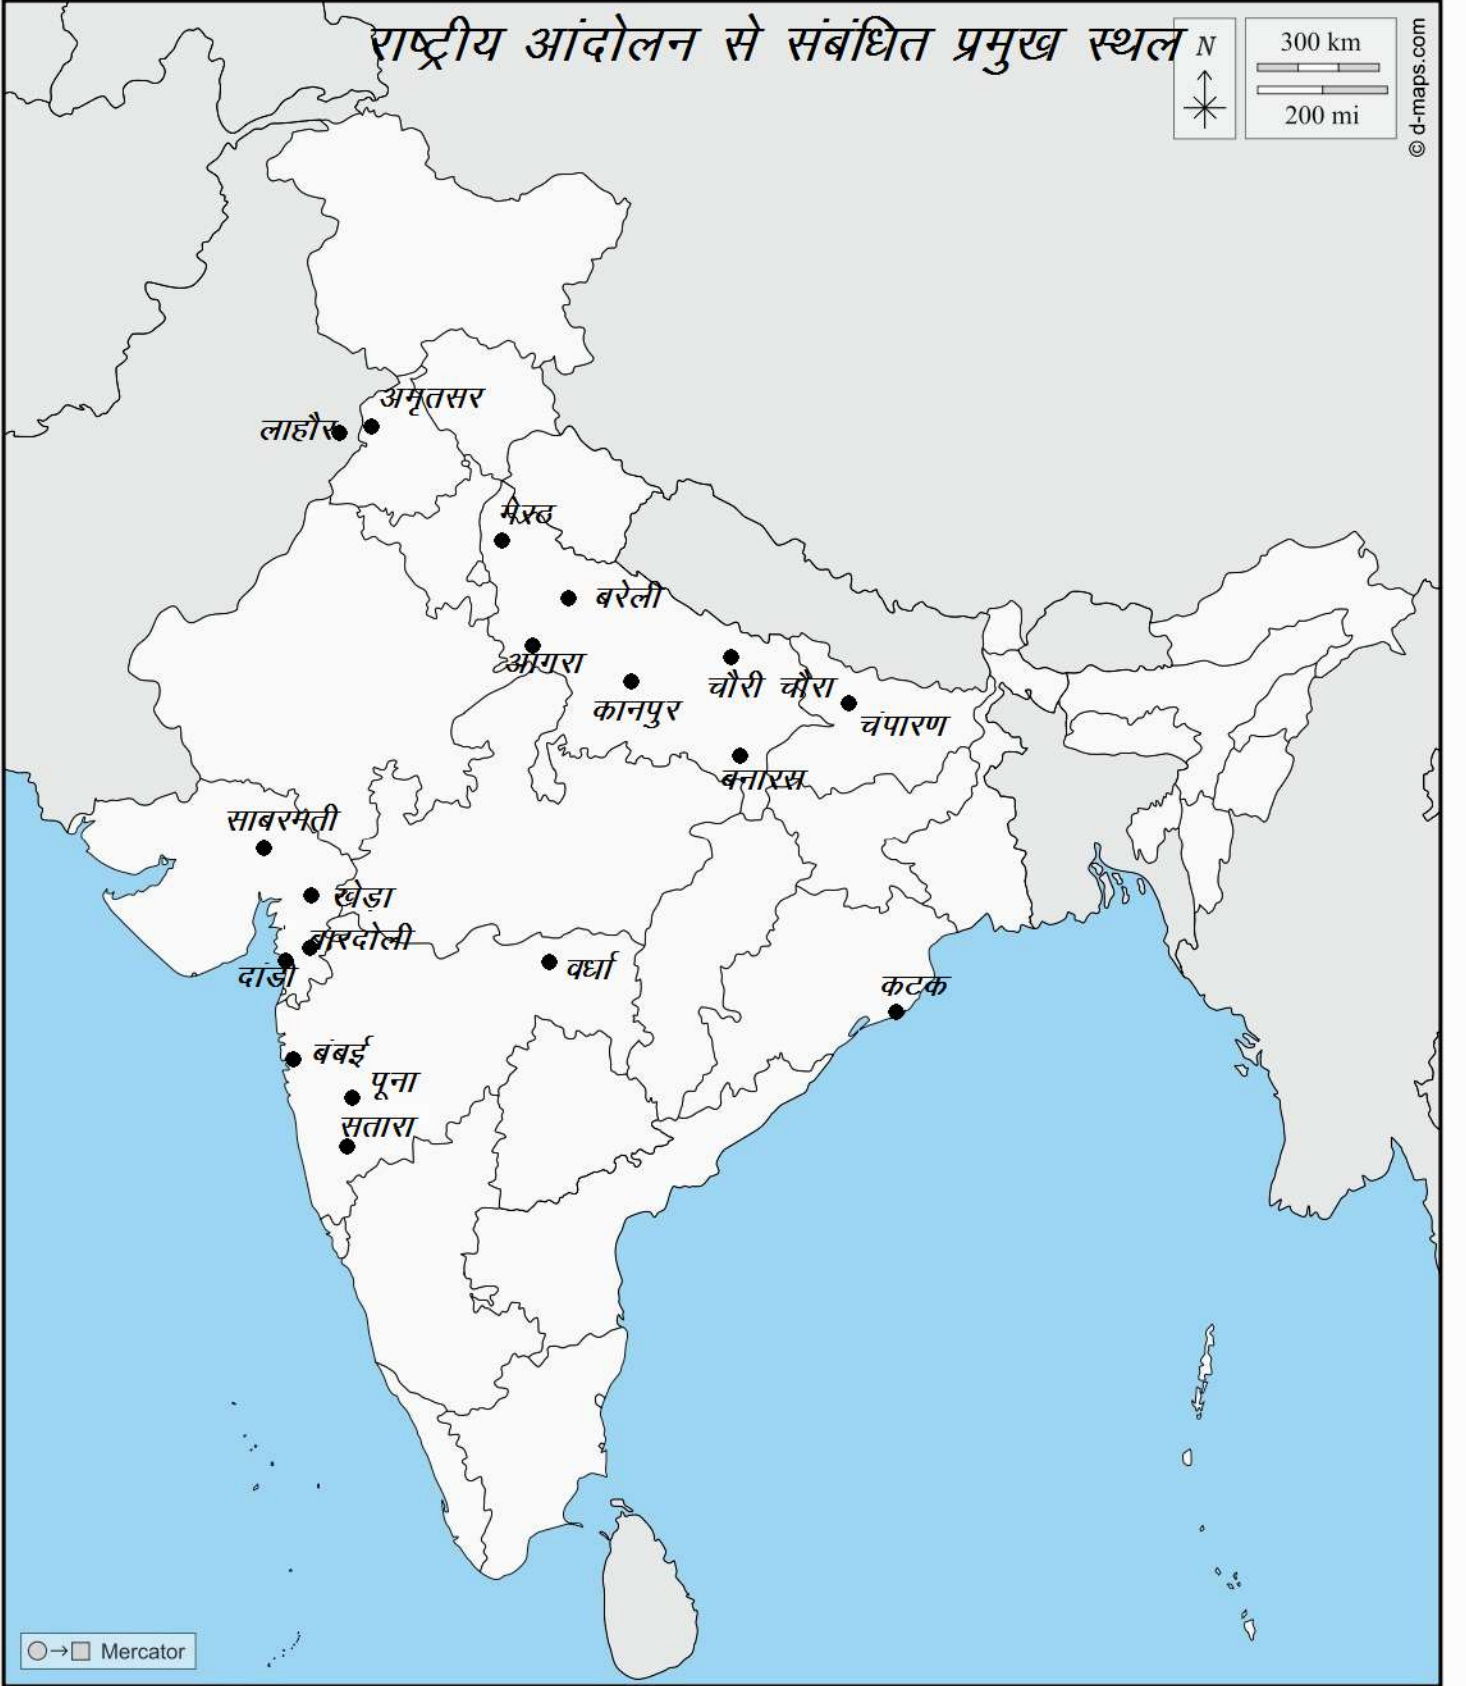 राष्ट्रीय आंदोलन से संबंधित प्रमुख स्थल
N
300 km
200 mi
© d-maps.com
अमृतसर
लाहौर
मेरठ
बरेली
आगरा
चौरी चौरा
कानपुर
चंपारण
बनारस
साबरमती
खेड़ा
बारदोली
दांडी
वर्धा
कटक
बंबई
पूना
सतारा
Mercator